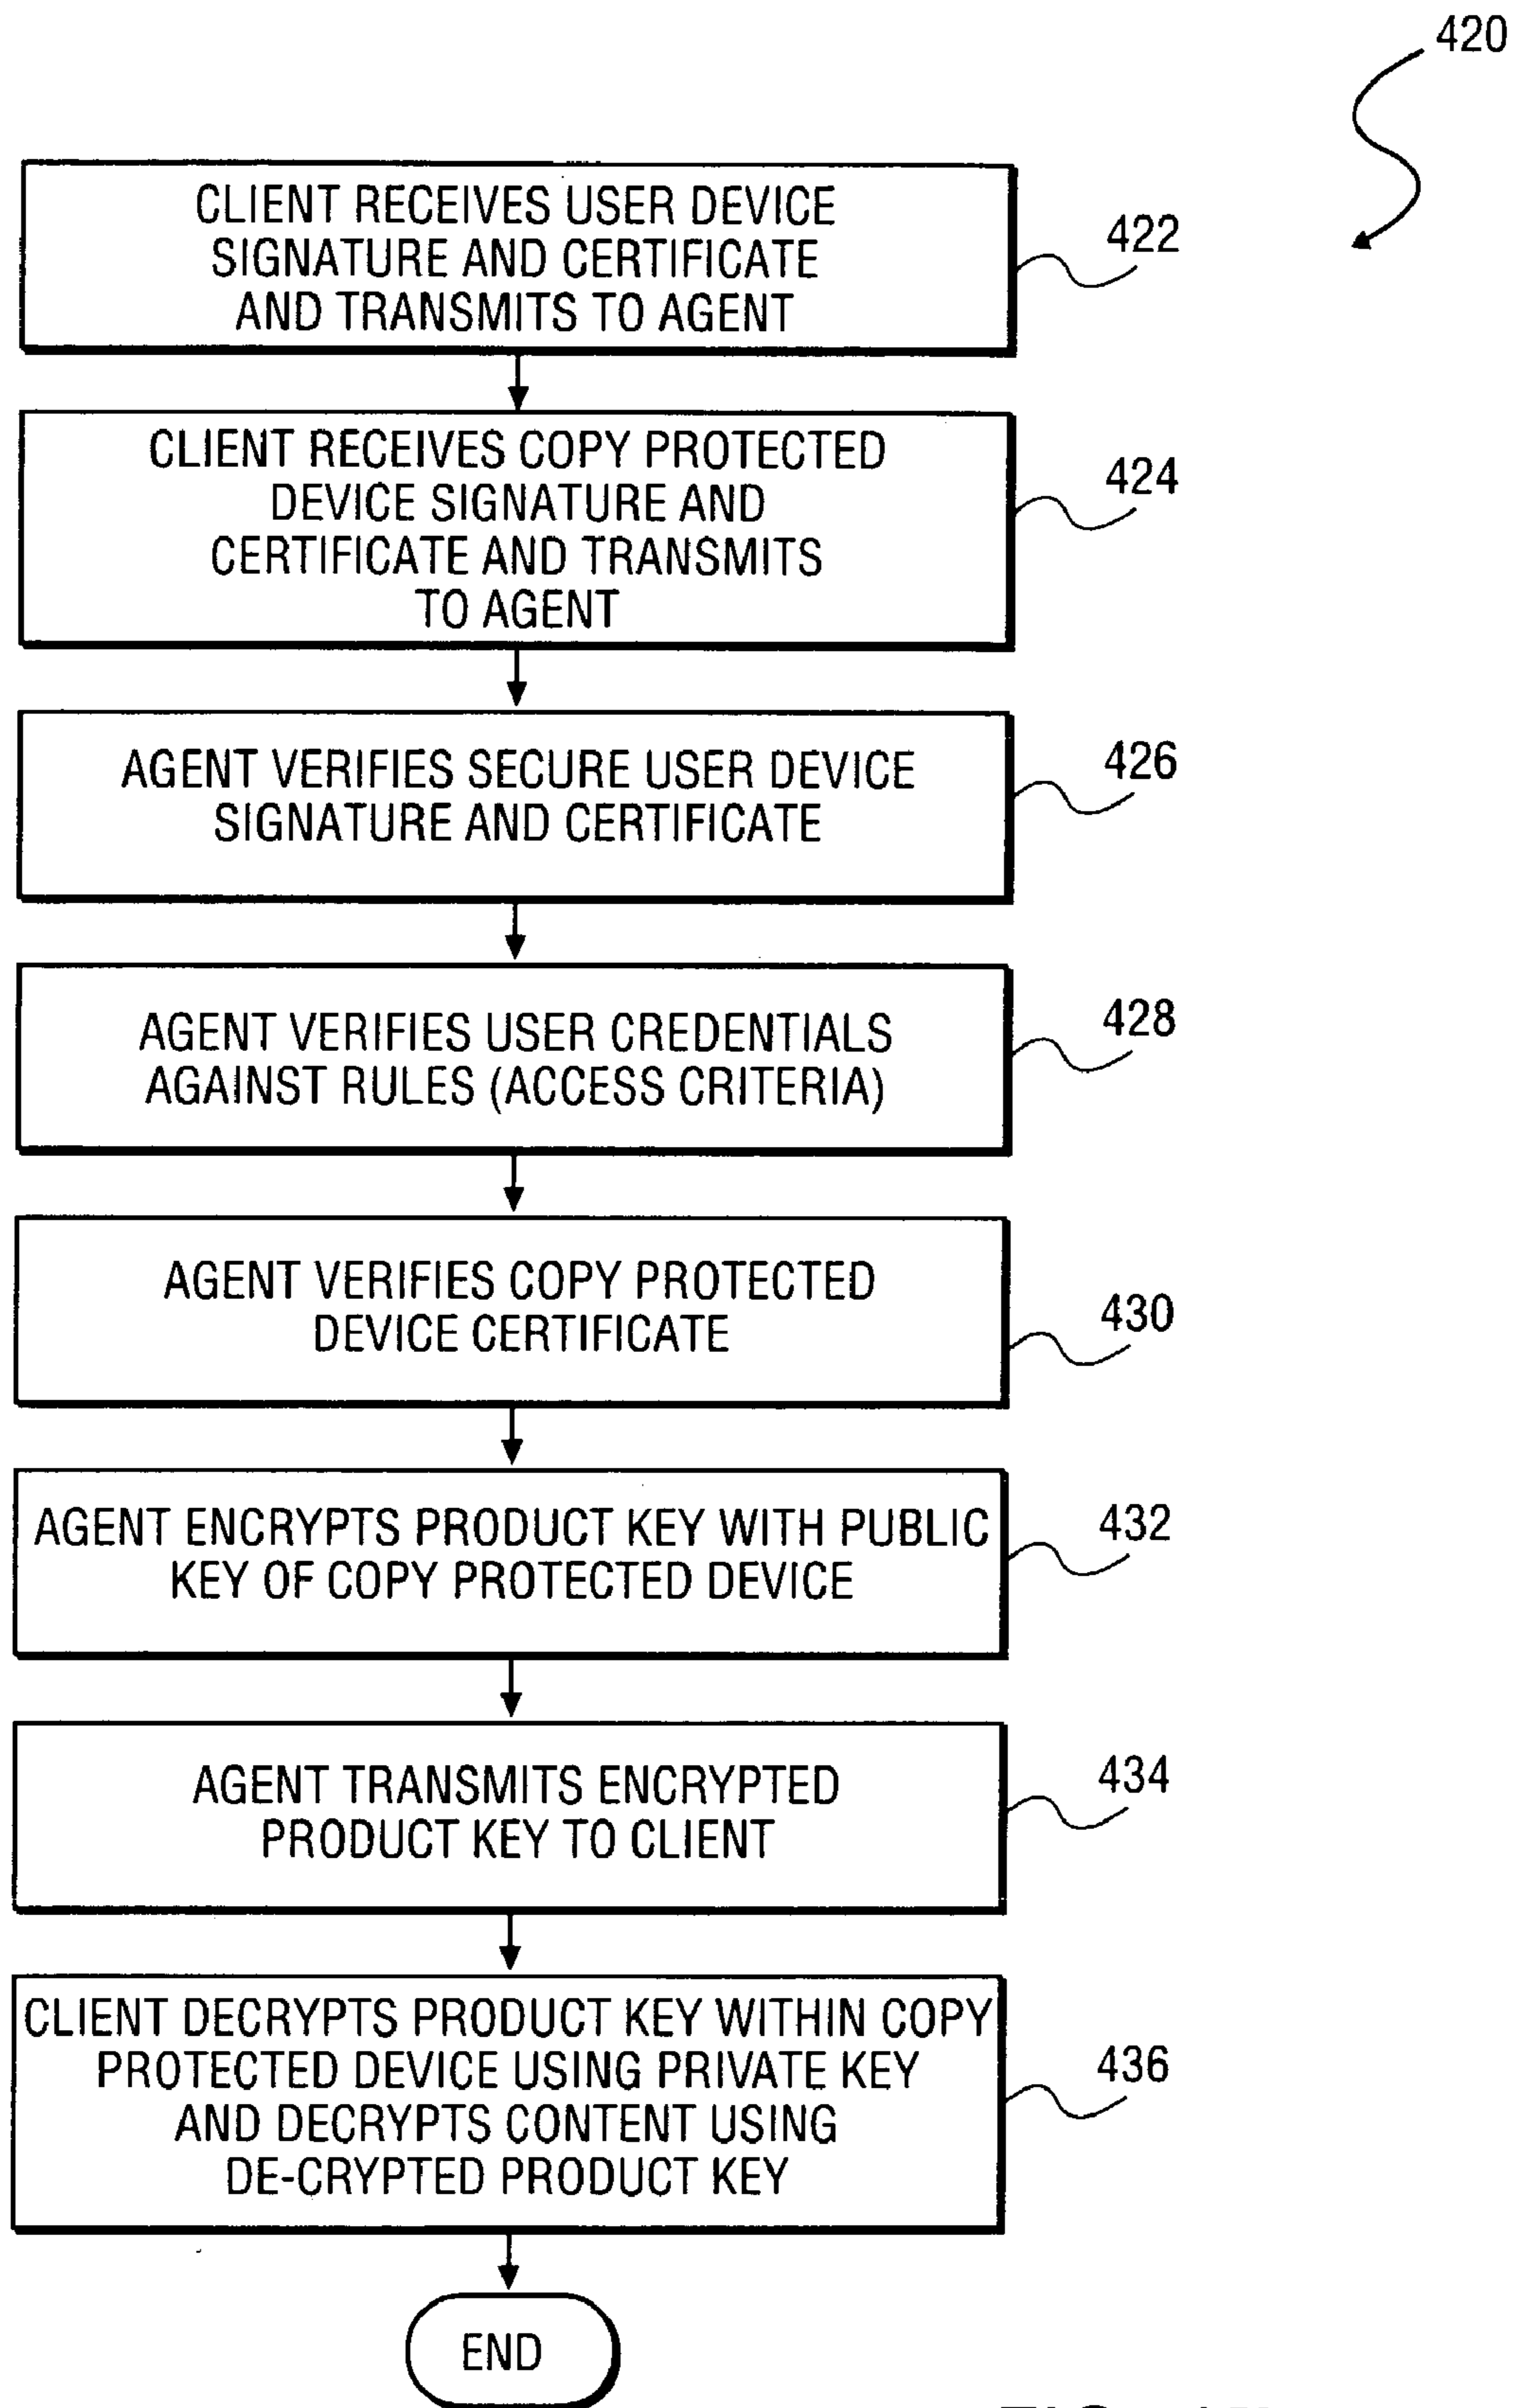 420
CLIENT RECEIVES USER DEVICE
SIGNATURE AND CERTIFICATE
AND TRANSMITS TO AGENT
422
CLIENT RECEIVES COPY PROTECTED
DEVICE SIGNATURE AND
CERTIFICATE AND TRANSMITS
TO AGENT
424
AGENT VERIFIES SECURE USER DEVICE
SIGNATURE AND CERTIFICATE
426
AGENT VERIFIES USER CREDENTIALS
AGAINST RULES (ACCESS CRITERIA)
428
AGENT VERIFIES COPY PROTECTED
DEVICE CERTIFICATE
430
AGENT ENCRYPTS PRODUCT KEY WITH PUBLIC
KEY OF COPY PROTECTED DEVICE
432
AGENT TRANSMITS ENCRYPTED
PRODUCT KEY TO CLIENT
434
CLIENT DECRYPTS PRODUCT KEY WITHIN COPY
PROTECTED DEVICE USING PRIVATE KEY
AND DECRYPTS CONTENT USING
DE-CRYPTED PRODUCT KEY
436
END